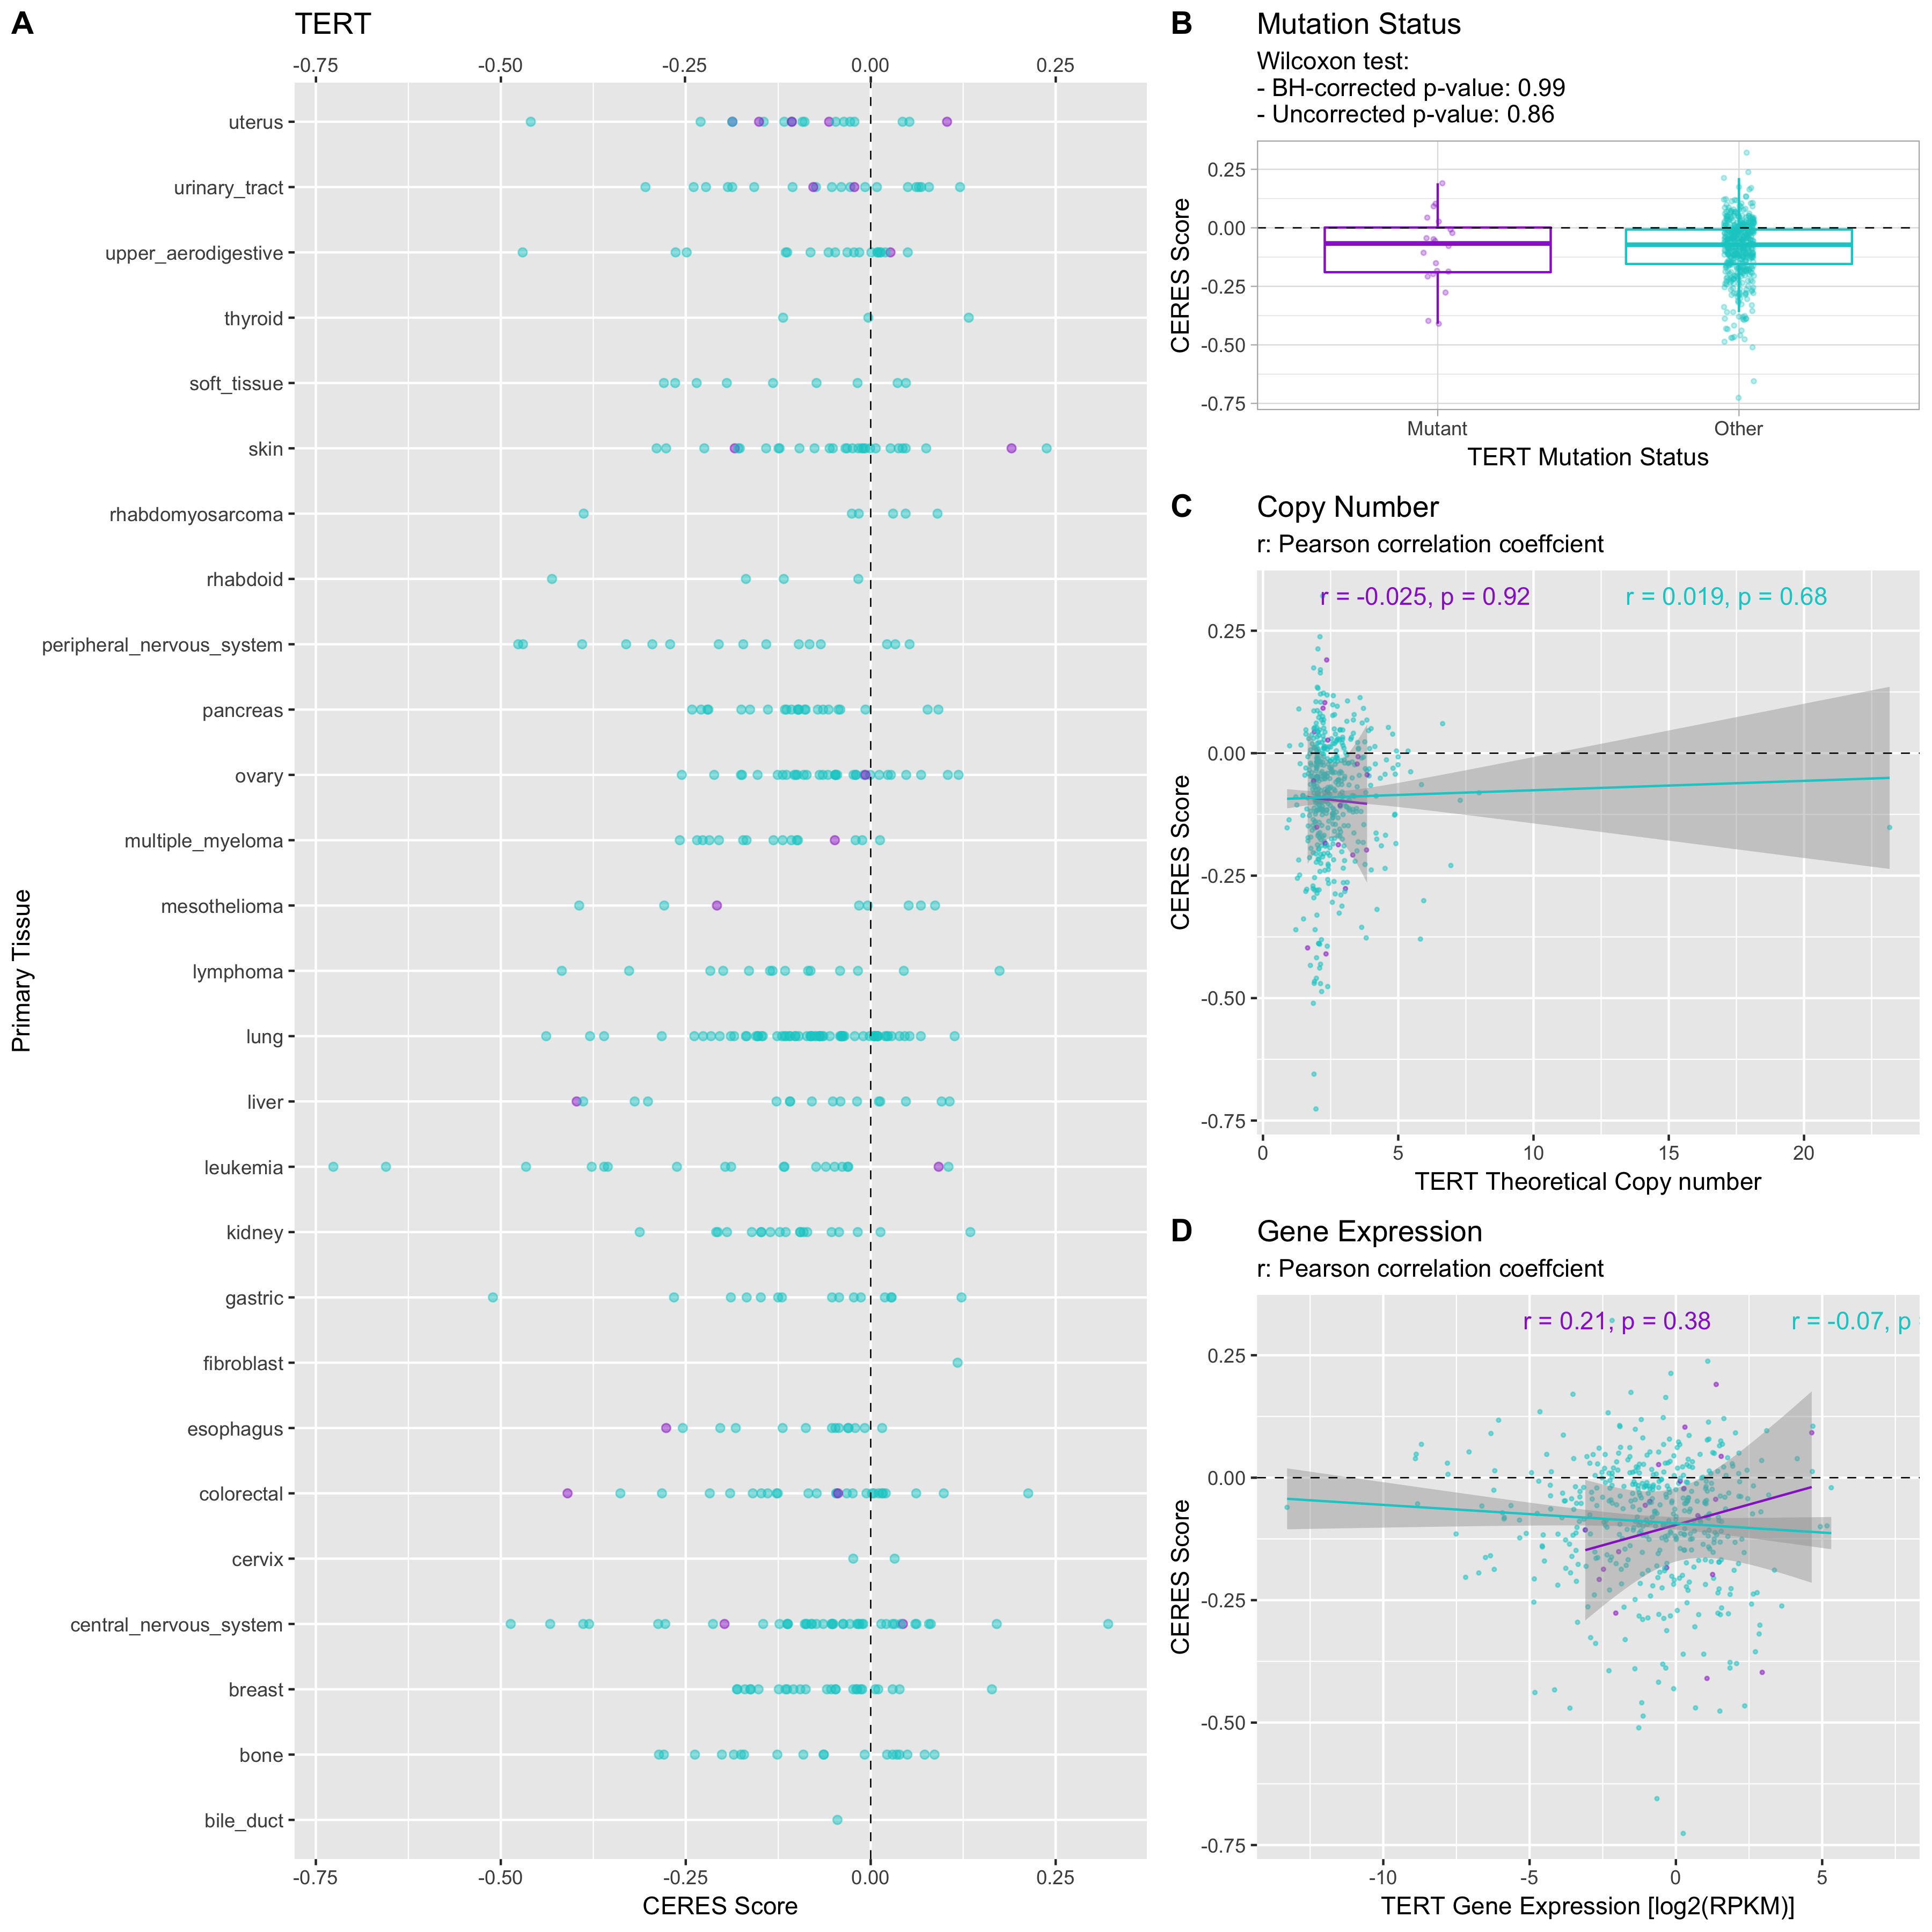 A
TERT
-0.75 -0.50 -0.25 0.00 0.25
Primary Tissue
uterus
urinary_tract
upper_aerodigestive
thyroid
soft_tissue
skin
rhabdomyosarcoma
rhabdoid
peripheral_nervous_system
pancreas
ovary
multiple_myeloma
mesothelioma
lymphoma
lung
liver
leukemia
kidney
gastric
fibroblast
esophagus
colorectal
cervix
central_nervous_system
breast
bone
bile_duct
-0.75 -0.50 -0.25 0.00 0.25
CERES Score
B
Mutation Status
Wilcoxon test:
- BH-corrected p-value: 0.99
- Uncorrected p-value: 0.86
CERES Score
0.25
0.00
-0.25
-0.50
-0.75
Mutant Other
TERT Mutation Status
C
Copy Number
r: Pearson correlation coeffcient
r = -0.025, p = 0.92 r = 0.019, p = 0.68
CERES Score
0.25
0.00
-0.25
-0.50
-0.75
0 5 10 15 20
TERT Theoretical Copy number
D
Gene Expression
r: Pearson correlation coeffcient
r = 0.21, p = 0.38 r = -0.07, p
CERES Score
0.25
0.00
-0.25
-0.50
-0.75
-10 -5 0 5
TERT Gene Expression [log2(RPKM)]